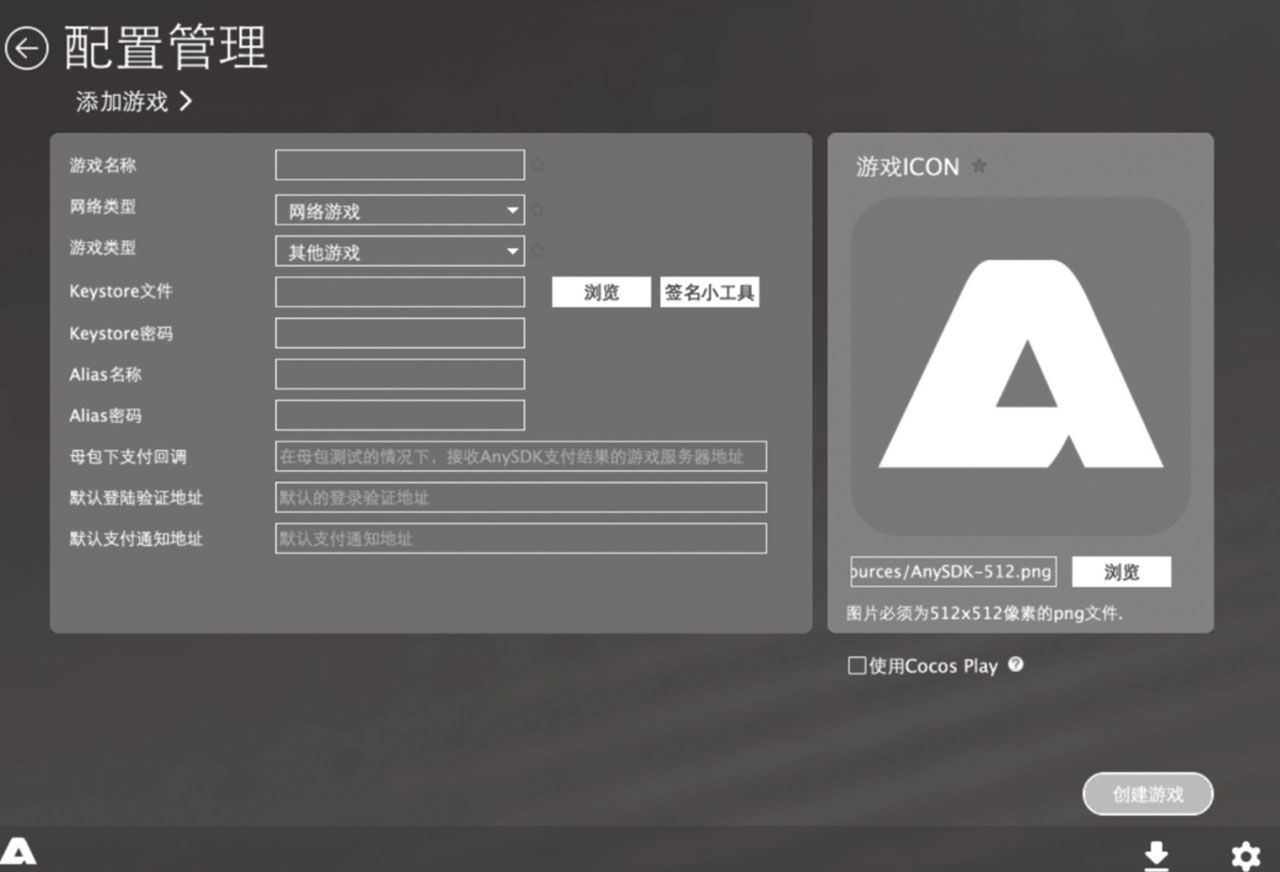 配置管理
添加游戏
游戏名称
网络类型 网络游戏
游戏类型 其他游戏
Keystore文件 浏览 签名小工具
Keystore密码
Alias名称
Alias密码
母包下支付回调 在母包测试的情况下，接收AnySDK支付结果的游戏服务器地址
默认登陆验证地址 默认的登录验证地址
默认支付通知地址 默认支付通知地址
游戏ICON
ources/AnySDK-512.png 浏览
图片必须为512x512像素的png文件.
使用Cocos Play
创建游戏